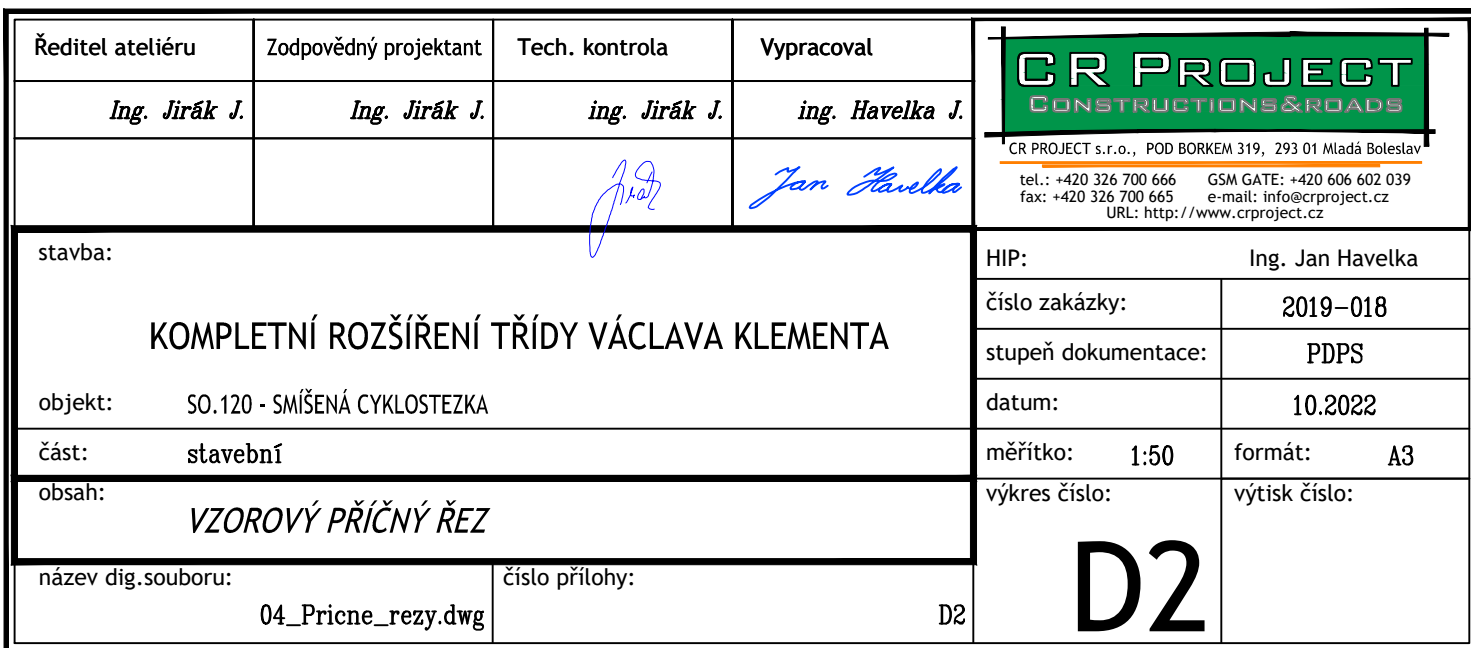 Ředitel ateliéru
Zodpovědný projektant
Tech. kontrola
Vypracoval
Ing. Jirák J.
Ing. Jirák J.
ing. Jirák J.
ing. Havelka J.
Jan Havelka
CR PROJECT
CONSTRUCTIONS&ROADS
CR PROJECT s.r.o., POD BORKEM 319, 293 01 Mladá Boleslav
tel.: +420 326 700 666 GSM GATE: +420 606 602 039
fax: +420 326 700 665 e-mail: info@crproject.cz
URL: http://www.crproject.cz
stavba:
KOMPLETNÍ ROZŠÍŘENÍ TŘÍDY VÁCLAVA KLEMENTA
objekt: SO.120 - SMÍŠENÁ CYKLOSTEZKA
část: stavební
obsah:
VZOROVÝ PŘÍČNÝ ŘEZ
název dig.souboru:
04_Pricne_rezy.dwg
číslo přílohy:
D2
HIP: Ing. Jan Havelka
číslo zakázky: 2019-018
stupeň dokumentace: PDPS
datum: 10.2022
měřítko: 1:50
formát: A3
výkres číslo:
D2
výtisk číslo: